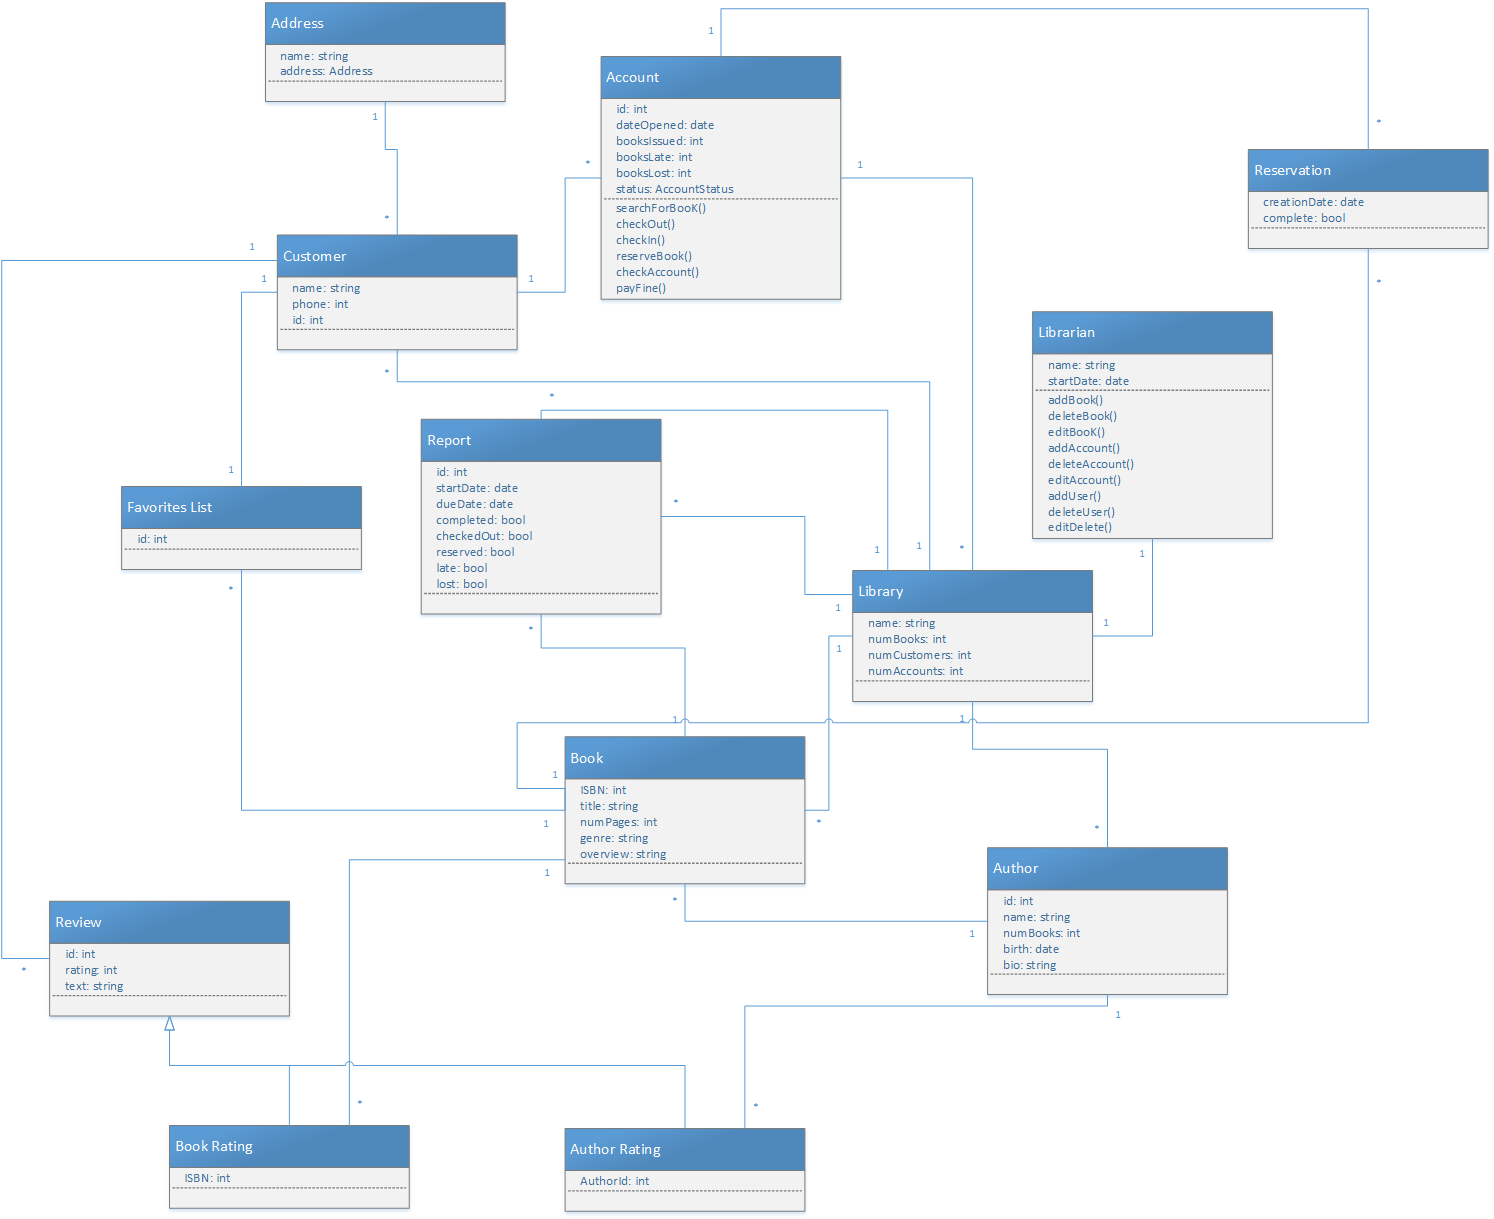 Address
name: string
address: Address
1
*
Account
id: int
dateOpened: date
booksIssued: int
booksLate: int
booksLost: int
status: AccountStatus
searchForBooK()
checkOut()
checkIn()
reserveBook()
checkAccount()
payFine()
1
*
1
*
Reservation
creationDate: date
complete: bool
*
Customer
name: string
phone: int
id: int
1
1
1
*
Librarian
name: string
startDate: date
addBook()
deleteBook()
editBooK()
addAccount()
deleteAccount()
editAccount()
addUser()
deleteUser()
editDelete()
1
*
Report
id: int
startDate: date
dueDate: date
completed: bool
checkedOut: bool
reserved: bool
late: bool
lost: bool
*
*
1
Favorites List
id: int
*
1
1
*
Library
name: string
numBooks: int
numCustomers: int
numAccounts: int
1
1
1
1
1
Book
ISBN: int
title: string
numPages: int
genre: string
overview: string
1
1
1
*
*
*
Author
id: int
name: string
numBooks: int
birth: date
bio: string
1
1
Review
id: int
rating: int
text: string
*
*
*
Book Rating
ISBN: int
Author Rating
AuthorId: int